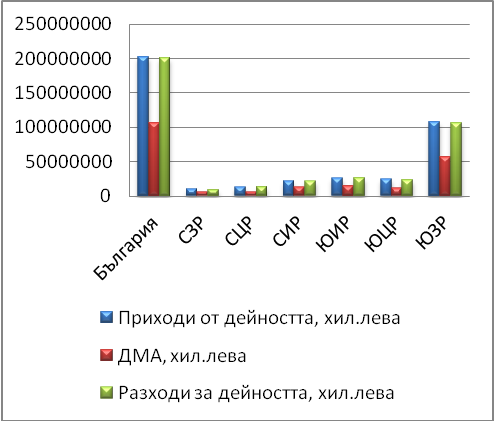 250000000
200000000
150000000
100000000
50000000
0
България
СЗР
СЦР
СИР
ЮИР
ЮЦР
ЮЗР
Приходи от дейността, хил.лева
ДМА, хил.лева
Разходи за дейността, хил.лева